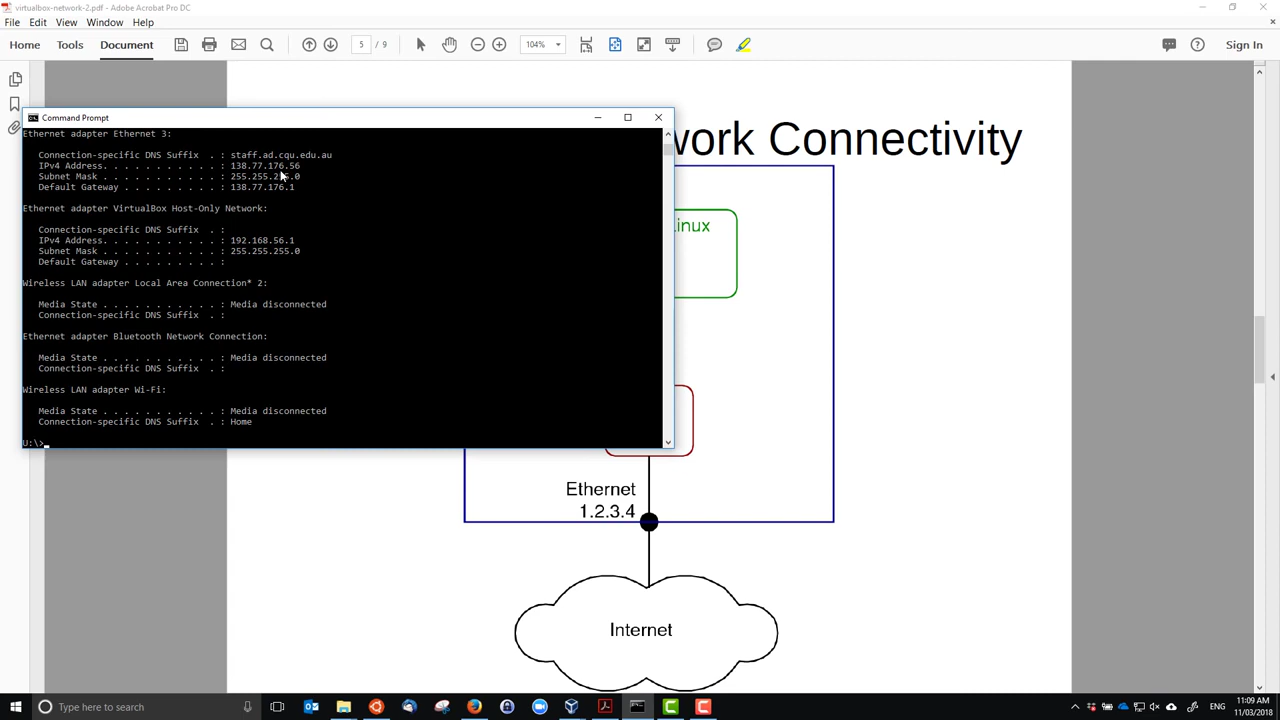 virtualbox-network-2.pdf - Adobe Acrobat Pro DC
File Edit View Window Help
Home Tools Document 5 / 9 104% Sign In
Command Prompt
Ethernet adapter Ethernet 3:
Connection-specific DNS Suffix . : staff.ad.cqu.edu.au
IPv4 Address. . . . . . . . . . . : 138.77.176.56
Subnet Mask . . . . . . . . . . . : 255.255.255.0
Default Gateway . . . . . . . . . : 138.77.176.1
Ethernet adapter VirtualBox Host-Only Network:
Connection-specific DNS Suffix . :
IPv4 Address. . . . . . . . . . . : 192.168.56.1
Subnet Mask . . . . . . . . . . . : 255.255.255.0
Default Gateway . . . . . . . . . :
Wireless LAN adapter Local Area Connection* 2:
Media State . . . . . . . . . . . : Media disconnected
Connection-specific DNS Suffix . :
Ethernet adapter Bluetooth Network Connection:
Media State . . . . . . . . . . . : Media disconnected
Connection-specific DNS Suffix . :
Wireless LAN adapter Wi-Fi:
Media State . . . . . . . . . . . : Media disconnected
Connection-specific DNS Suffix . : Home
U:\>
work Connectivity
inux
Ethernet
1.2.3.4
Internet
Type here to search
11:09 AM
11/03/2018